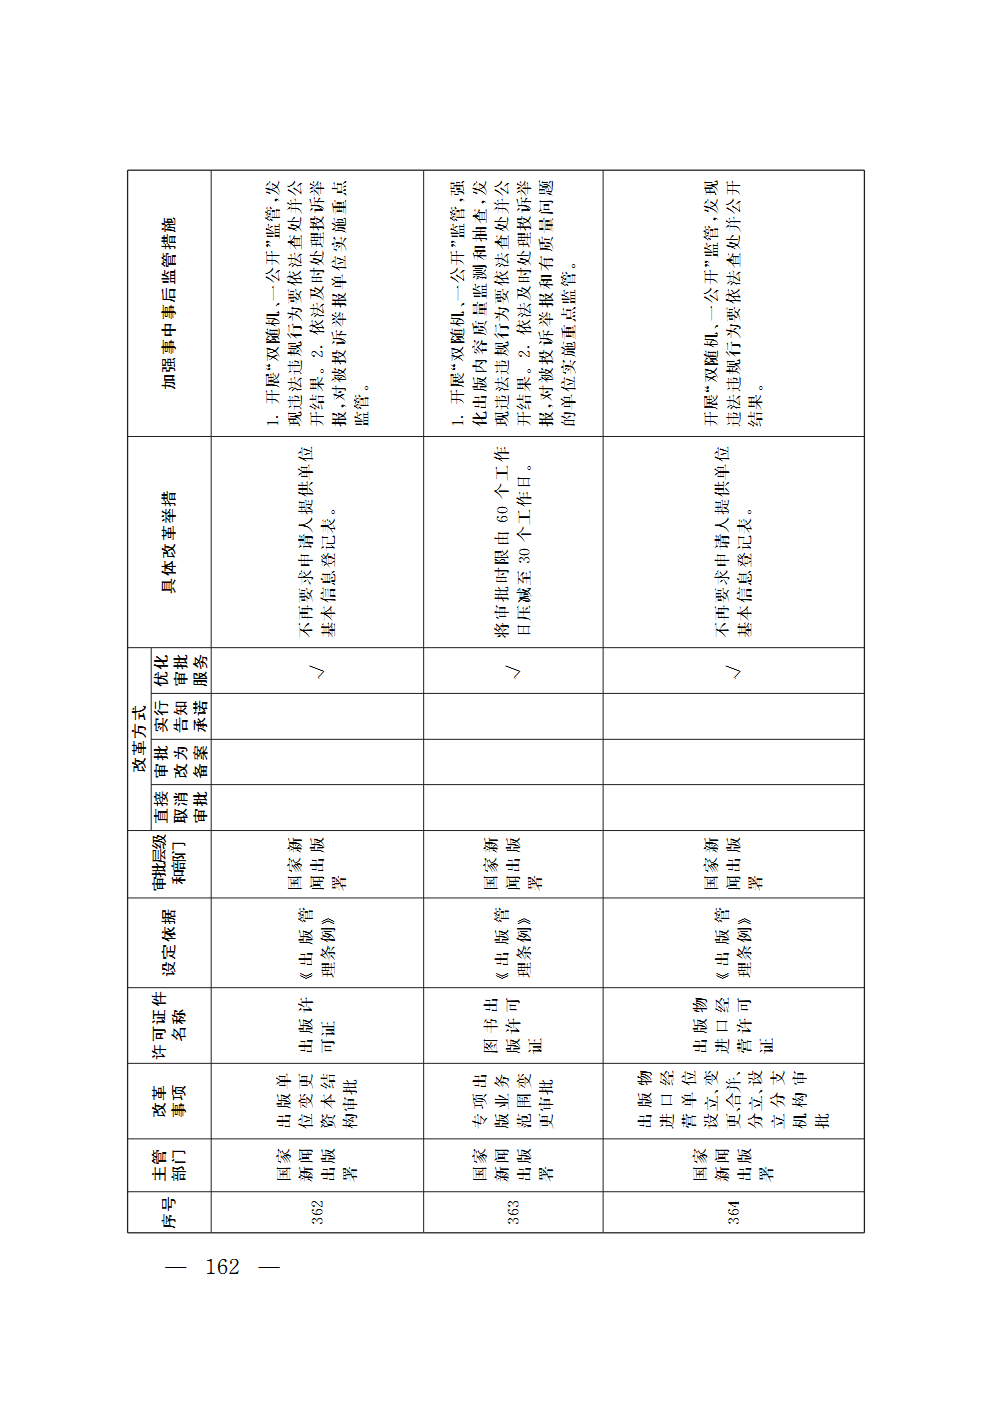 序号
主管
部门
改革
事项
许可证件
名称
设定依据
审批层级
和部门
改革方式
直接
取消
审批
审批
改为
备案
实行
告知
承诺
优化
审批
服务
具体改革举措
加强事中事后监管措施
362
国家
新闻
出版
署
出版单
位变更
资本结
构审批
出版许
可证
《出版管
理条例》
国家新
闻出版
署
√
不再要求申请人提供单位
基本信息登记表。
1. 开展“双随机、一公开”监管,发
现违法违规行为要依法查处并公
开结果。2. 依法及时处理投诉举
报,对被投诉举报单位实施重点
监管。
363
国家
新闻
出版
署
专项出
版业务
范围变
更审批
图书出
版许可
证
《出版管
理条例》
国家新
闻出版
署
√
将审批时限由 60 个工作
日压减至 30 个工作日。
1. 开展“双随机、一公开”监管,强
化出版内容质量监测和抽查,发
现违法违规行为要依法查处并公
开结果。2. 依法及时处理投诉举
报,对被投诉举报和有质量问题
的单位实施重点监管。
364
国家
新闻
出版
署
出版物
进口经
营单位
设立、变
更、合并、
分立、设
立分支
机构审
批
出版物
进口经
营许可
证
《出版管
理条例》
国家新
闻出版
署
√
不再要求申请人提供单位
基本信息登记表。
开展“双随机、一公开”监管,发现
违法违规行为要依法查处并公开
结果。
— 162 —